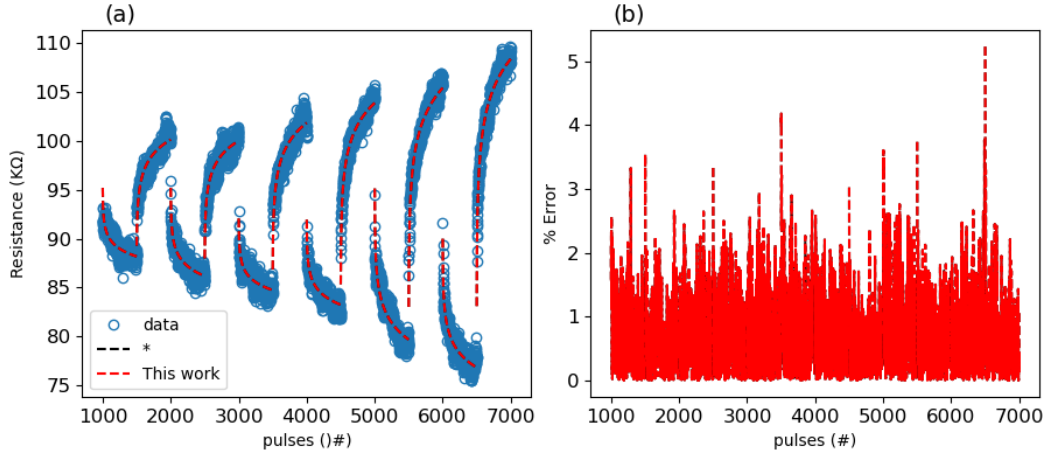 (a)
110
105
100
95
90
85
80
75
Resistance (KΩ)
data
*
This work
1000 2000 3000 4000 5000 6000 7000
pulses ()#)
(b)
5
4
3
2
1
0
% Error
1000 2000 3000 4000 5000 6000 7000
pulses (#)